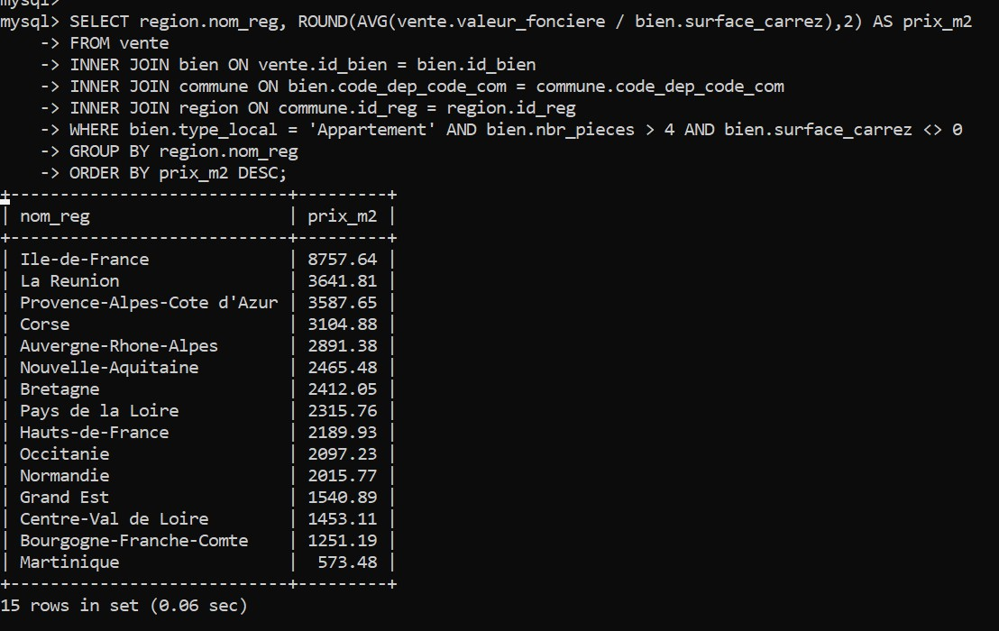 mysql>
mysql> SELECT region.nom_reg, ROUND(AVG(vente.valeur_fonciere / bien.surface_carrez),2) AS prix_m2
    -> FROM vente
    -> INNER JOIN bien ON vente.id_bien = bien.id_bien
    -> INNER JOIN commune ON bien.code_dep_code_com = commune.code_dep_code_com
    -> INNER JOIN region ON commune.id_reg = region.id_reg
    -> WHERE bien.type_local = 'Appartement' AND bien.nbr_pieces > 4 AND bien.surface_carrez <> 0
    -> GROUP BY region.nom_reg
    -> ORDER BY prix_m2 DESC;
+----------------------------+---------+
| nom_reg                    | prix_m2 |
+----------------------------+---------+
| Ile-de-France              | 8757.64 |
| La Reunion                 | 3641.81 |
| Provence-Alpes-Cote d'Azur | 3587.65 |
| Corse                      | 3104.88 |
| Auvergne-Rhone-Alpes       | 2891.38 |
| Nouvelle-Aquitaine         | 2465.48 |
| Bretagne                   | 2412.05 |
| Pays de la Loire           | 2315.76 |
| Hauts-de-France            | 2189.93 |
| Occitanie                  | 2097.23 |
| Normandie                  | 2015.77 |
| Grand Est                  | 1540.89 |
| Centre-Val de Loire        | 1453.11 |
| Bourgogne-Franche-Comte    | 1251.19 |
| Martinique                 |  573.48 |
+----------------------------+---------+
15 rows in set (0.06 sec)